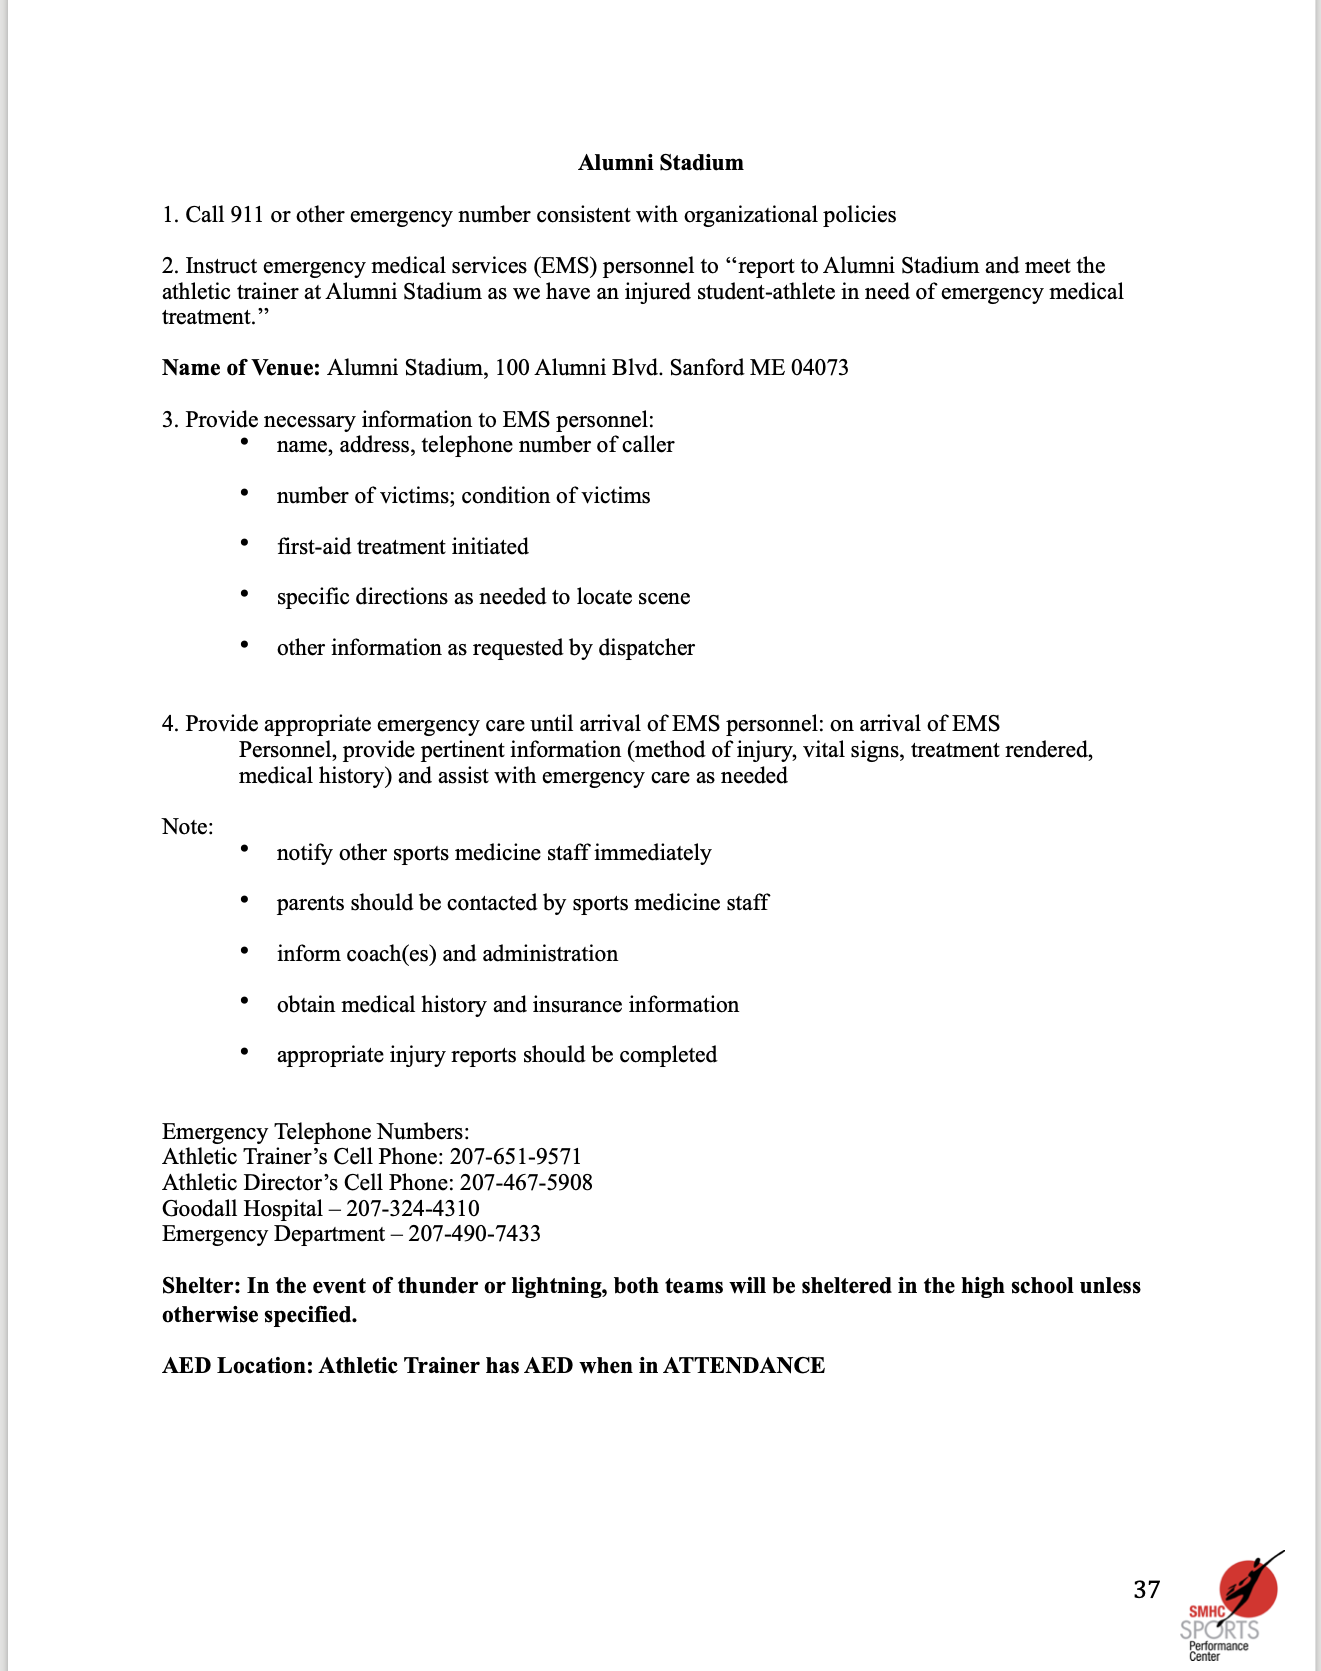 Alumni Stadium
1. Call 911 or other emergency number consistent with organizational policies
2. Instruct emergency medical services (EMS) personnel to “report to Alumni Stadium and meet the
athletic trainer at Alumni Stadium as we have an injured student-athlete in need of emergency medical
treatment.”
Name of Venue: Alumni Stadium, 100 Alumni Blvd. Sanford ME 04073
3. Provide necessary information to EMS personnel:
• name, address, telephone number of caller
• number of victims; condition of victims
• first-aid treatment initiated
• specific directions as needed to locate scene
• other information as requested by dispatcher
4. Provide appropriate emergency care until arrival of EMS personnel: on arrival of EMS
Personnel, provide pertinent information (method of injury, vital signs, treatment rendered,
medical history) and assist with emergency care as needed
Note:
• notify other sports medicine staff immediately
• parents should be contacted by sports medicine staff
• inform coach(es) and administration
• obtain medical history and insurance information
• appropriate injury reports should be completed
Emergency Telephone Numbers:
Athletic Trainer’s Cell Phone: 207-651-9571
Athletic Director’s Cell Phone: 207-467-5908
Goodall Hospital – 207-324-4310
Emergency Department – 207-490-7433
Shelter: In the event of thunder or lightning, both teams will be sheltered in the high school unless
otherwise specified.
AED Location: Athletic Trainer has AED when in ATTENDANCE
37
SMHC
SPORTS
Performance
Center